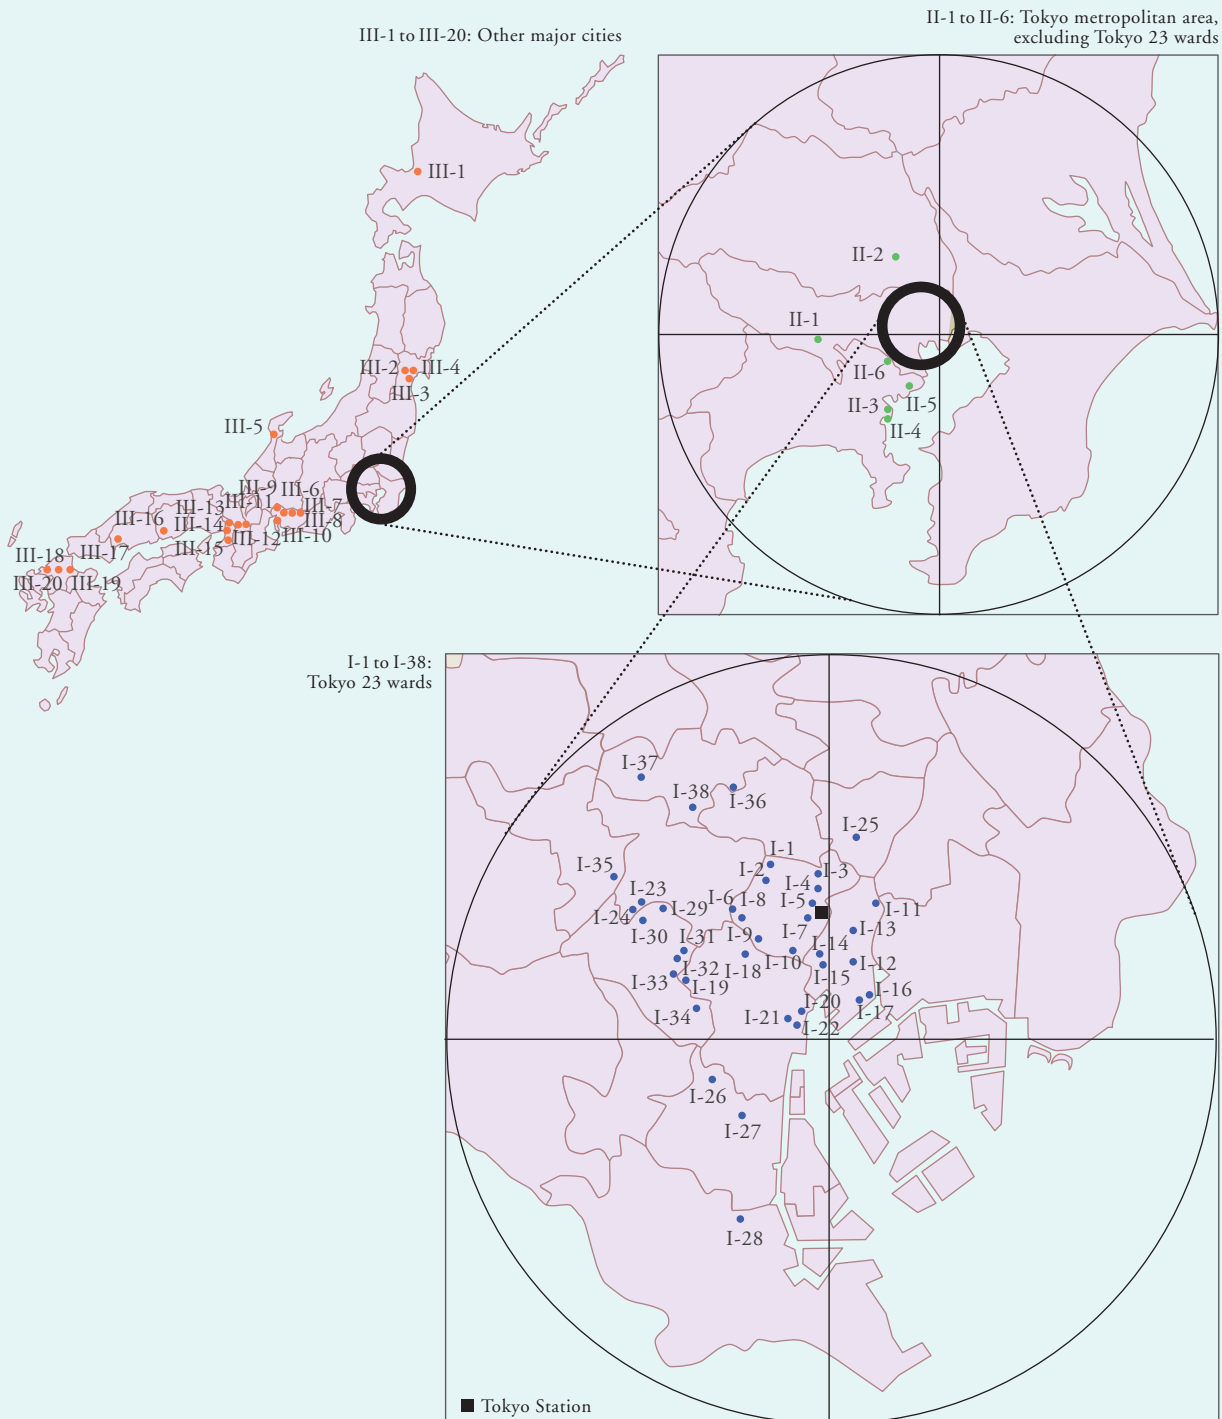 II-1 to II-6: Tokyo metropolitan area,
excluding Tokyo 23 wards
III-1 to III-20: Other major cities
III-1
III-2
III-4
III-3
III-5
III-9
III-6
III-11
III-7
III-13
III-16
III-14
III-8
III-12
III-10
III-15
III-18
III-17
III-20
III-19
II-2
II-1
II-6
II-3
II-5
II-4
I-1 to I-38:
Tokyo 23 wards
I-37
I-38
I-36
I-25
I-1
I-2
I-3
I-35
I-4
I-23
I-6
I-8
I-5
I-24
I-29
I-11
I-30
I-31
I-9
I-7
I-13
I-14
I-33
I-32
I-18
I-10
I-12
I-19
I-15
I-16
I-34
I-21
I-20
I-17
I-22
I-26
I-27
I-28
Tokyo Station